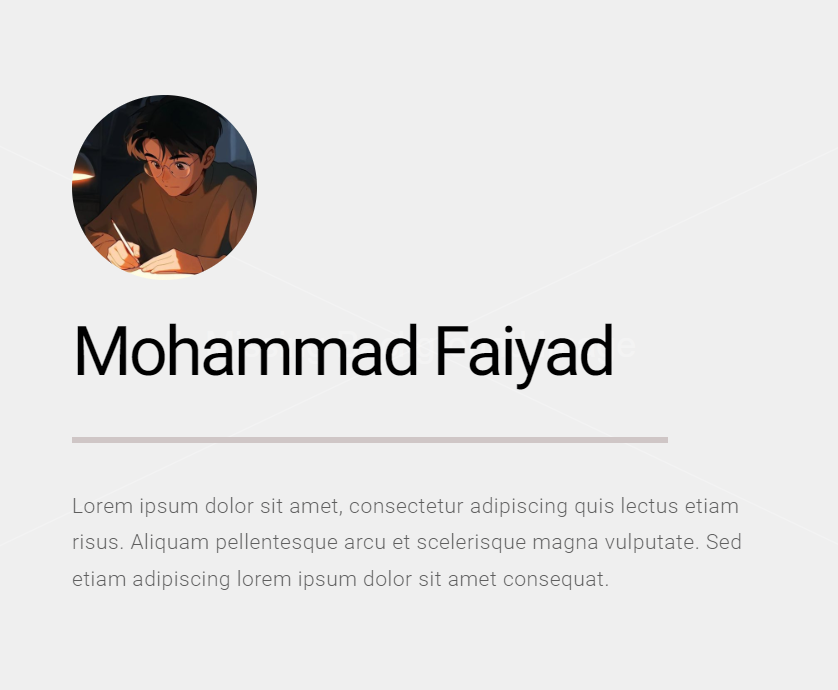 Mohammad Faiyad
Lorem ipsum dolor sit amet, consectetur adipiscing quis lectus etiam
risus. Aliquam pellentesque arcu et scelerisque magna vulputate. Sed
etiam adipiscing lorem ipsum dolor sit amet consequat.